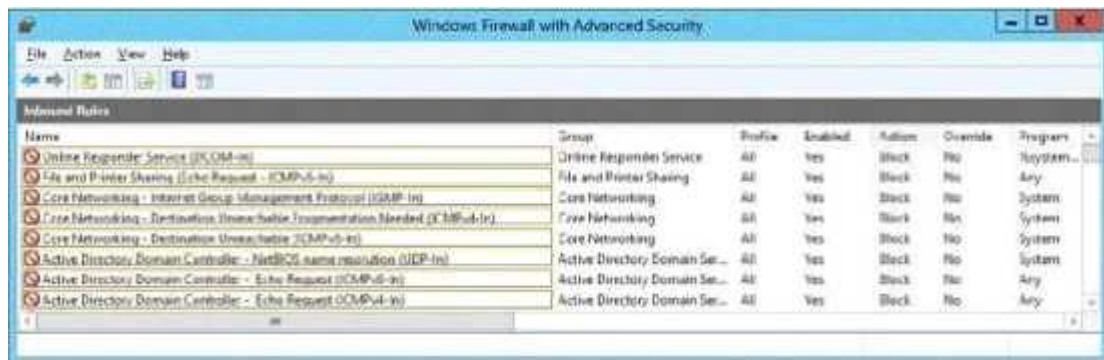 Windows Firewall with Advanced Security
File Action View Help
Inbound Rules
Name Group Profile Enabled Action Override Program
Online Responder Service (DCOM-In) Online Responder Service All Yes Block No %system...
File and Printer Sharing (Echo Request - ICMPv6-In) File and Printer Sharing All Yes Block No Any
Core Networking - Internet Group Management Protocol (IGMP-In) Core Networking All Yes Block No System
Core Networking - Destination Unreachable Fragmentation Needed (ICMPv4-In) Core Networking All Yes Block No System
Core Networking - Destination Unreachable (ICMPv6-In) Core Networking All Yes Block No System
Active Directory Domain Controller - NetBIOS name resolution (UDP-In) Active Directory Domain Ser... All Yes Block No System
Active Directory Domain Controller - Echo Request (ICMPv6-In) Active Directory Domain Ser... All Yes Block No Any
Active Directory Domain Controller - Echo Request (ICMPv4-In) Active Directory Domain Ser... All Yes Block No Any